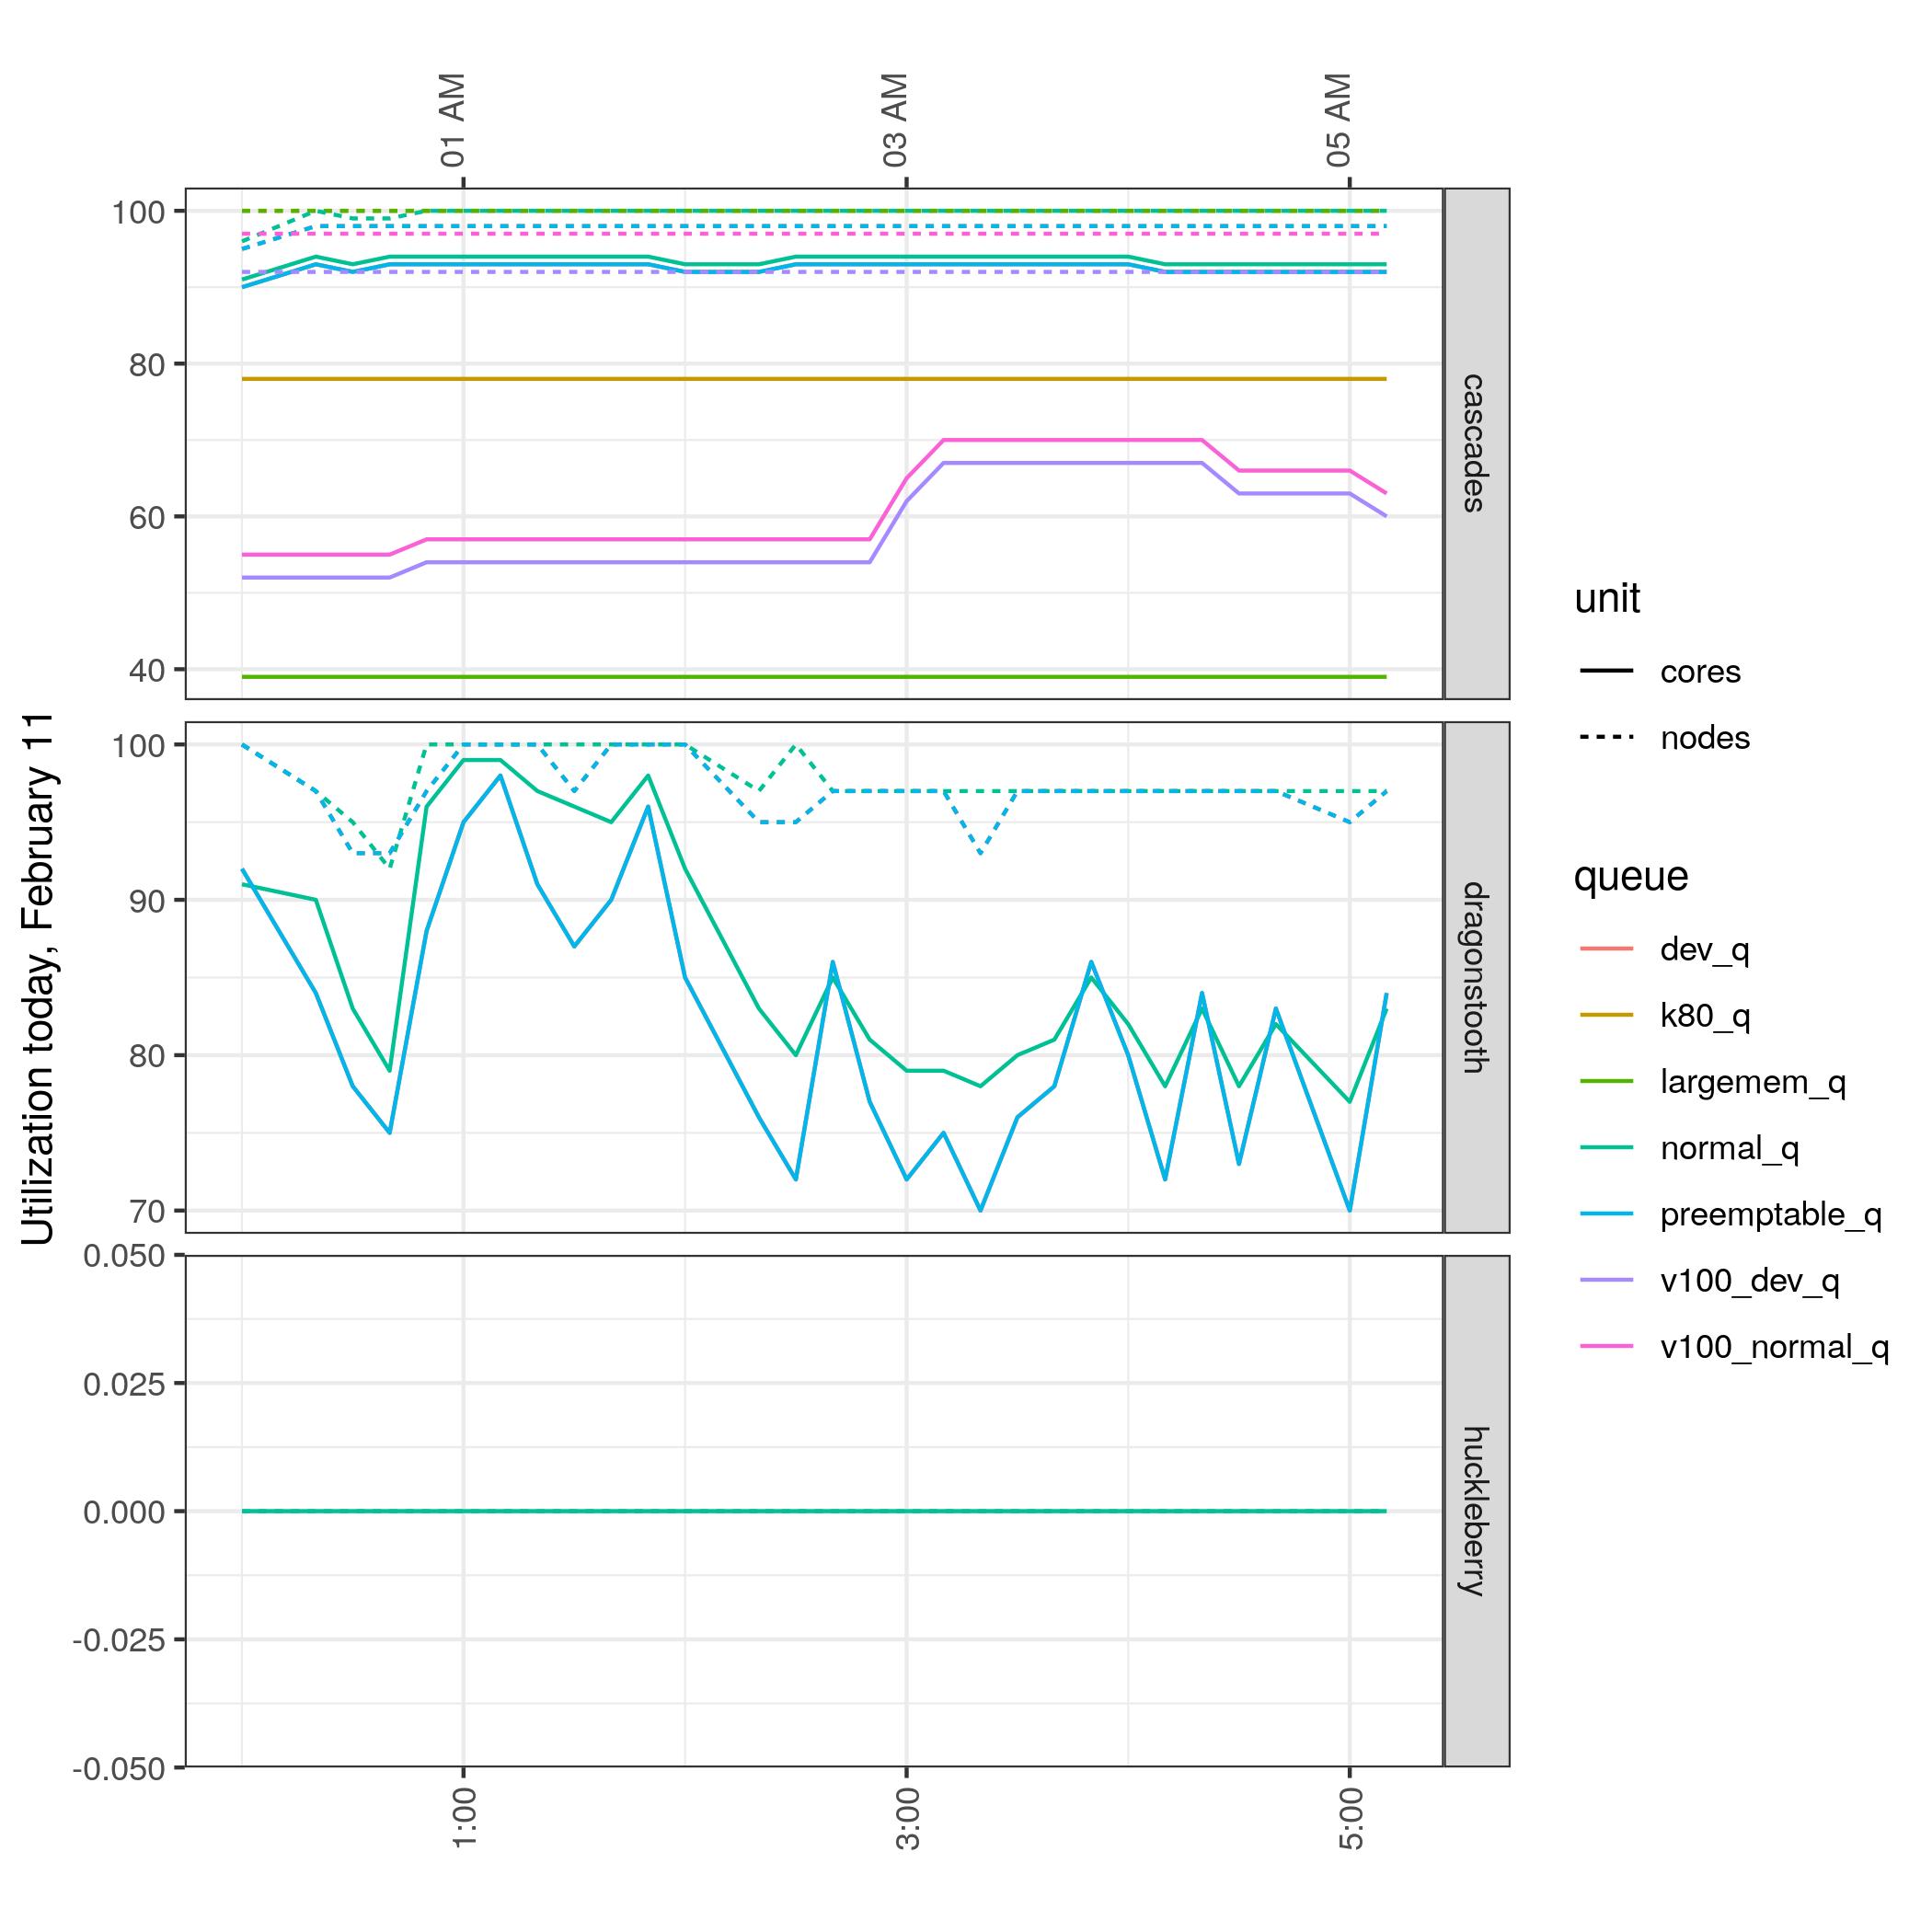 01 AM
03 AM
05 AM
Utilization today, February 11
100
80
60
40
cascades
100
90
80
70
dragonstooth
0.050
0.025
0.000
-0.025
-0.050
huckleberry
1:00
3:00
5:00
unit
cores
nodes
queue
dev_q
k80_q
largemem_q
normal_q
preemptable_q
v100_dev_q
v100_normal_q